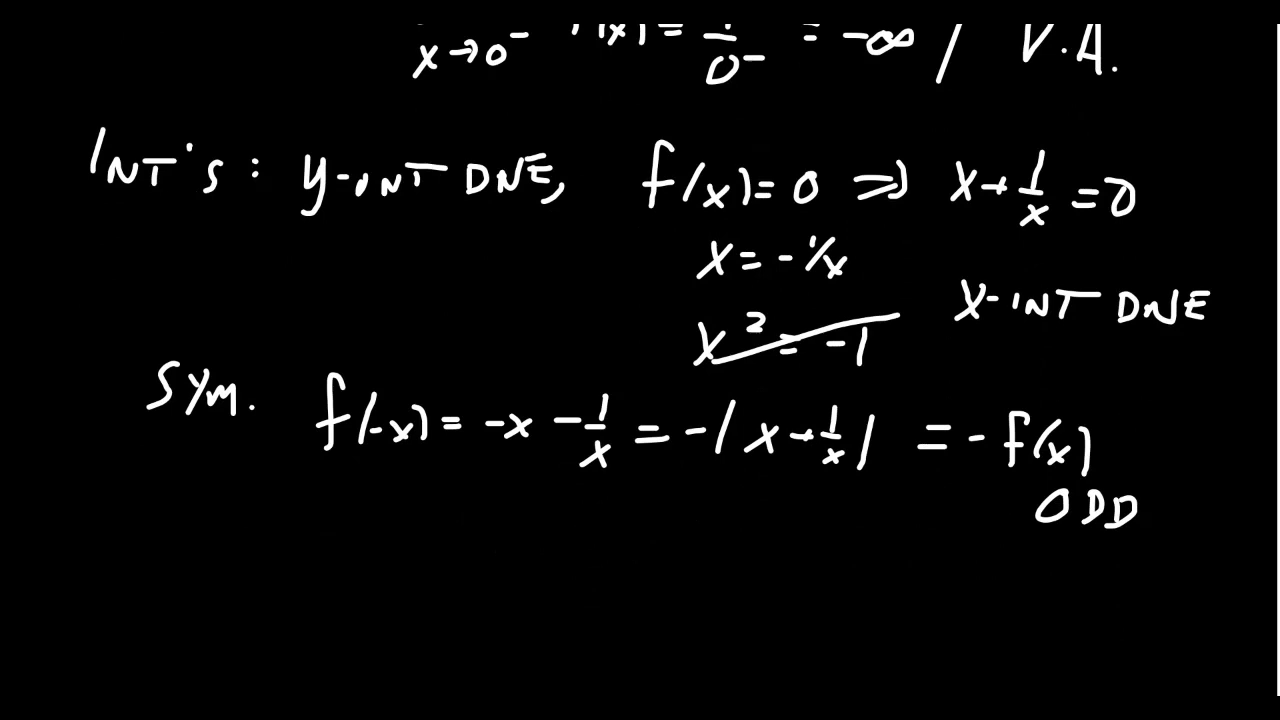 x→0⁻ f(x) = 1/0⁻ = -∞ / V.A.
INT'S: y-INT DNE, f(x)=0 ⇒ x+1/x=0
x = -1/x
x-INT DNE
x² = -1
SYM. f(-x) = -x - 1/x = -(x+1/x) = -f(x)
ODD